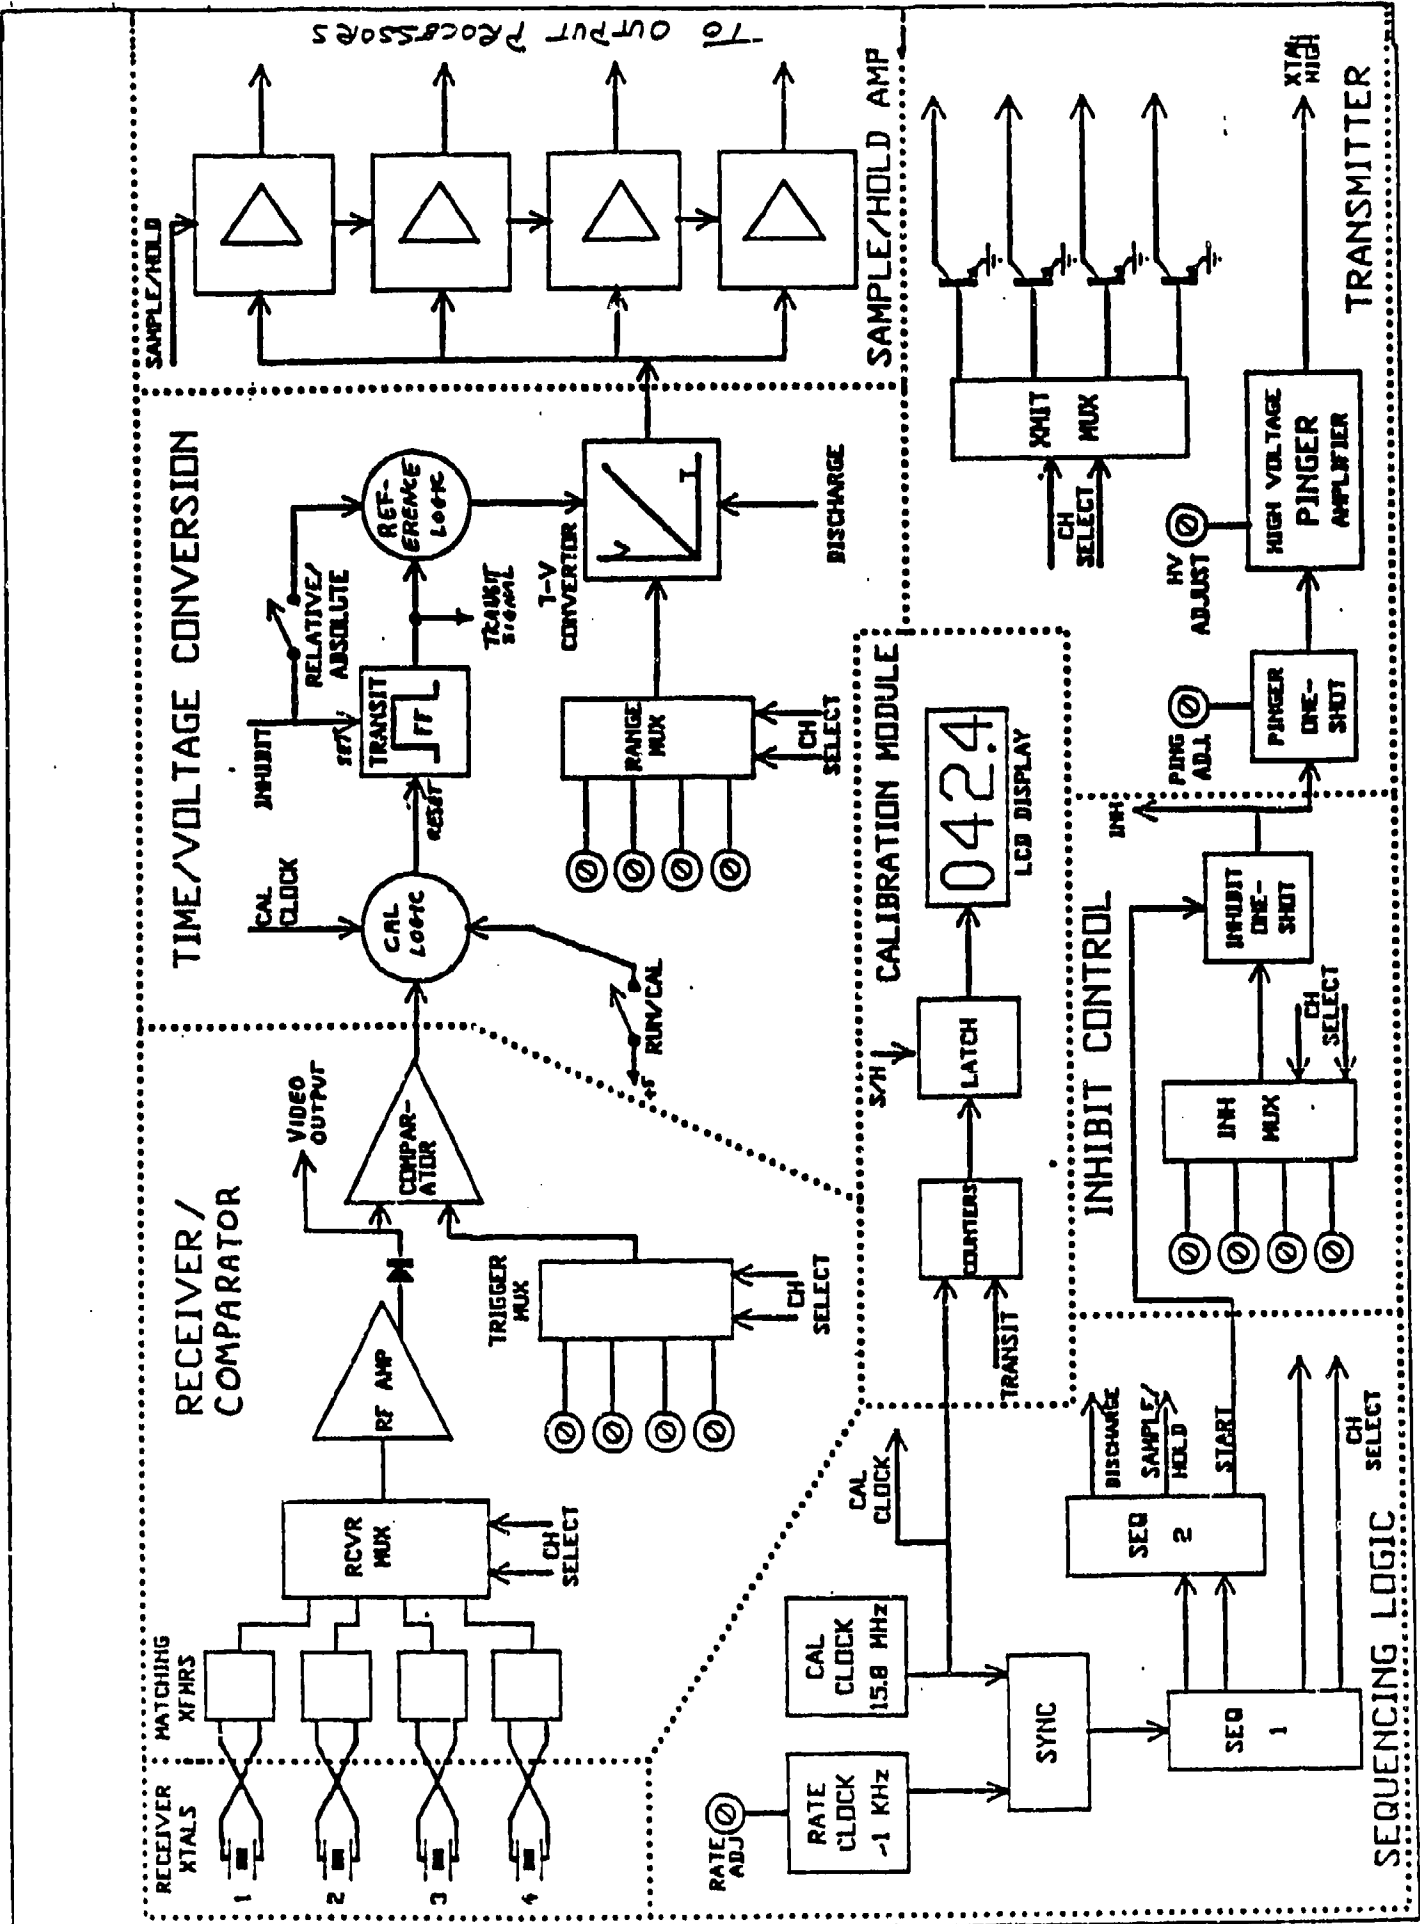 RECEIVER
XTALS
1
2
3
4
MATCHING
XFMRS
RCVR
MUX
CH
SELECT
RECEIVER/
COMPARATOR
RF AMP
VIDEO
OUTPUT
COMPAR-
ATOR
TRIGGER
MUX
CH
SELECT
TIME/VOLTAGE CONVERSION
CAL
CLOCK
CAL
LOGIC
RUN/CAL
+5
INHIBIT
SET
RESET
TRANSIT
FF
RELATIVE/
ABSOLUTE
TRANSIT
SIGNAL
REF-
ERENCE
LOGIC
RANGE
MUX
CH
SELECT
T-V
CONVERTOR
V
T
DISCHARGE
SAMPLE/HOLD
TO OUTPUT PROCESSORS
SAMPLE/HOLD AMP
RATE
ADJ
RATE
CLOCK
~1 KHz
CAL
CLOCK
15.8 MHz
CAL
CLOCK
SYNC
SEQ
1
SEQ
2
DISCHARGE
SAMPLE/
HOLD
START
CH
SELECT
SEQUENCING LOGIC
CALIBRATION MODULE
TRANSIT
COUNTERS
S/H
LATCH
0424
LCD DISPLAY
INHIBIT CONTROL
INH
MUX
CH
SELECT
INHIBIT
ONE-
SHOT
INH
PING
ADJ.
PINGER
ONE-
SHOT
HV
ADJUST
HIGH VOLTAGE
PINGER
AMPLIFIER
CH
SELECT
XMIT
MUX
HIGH
TRANSMITTER